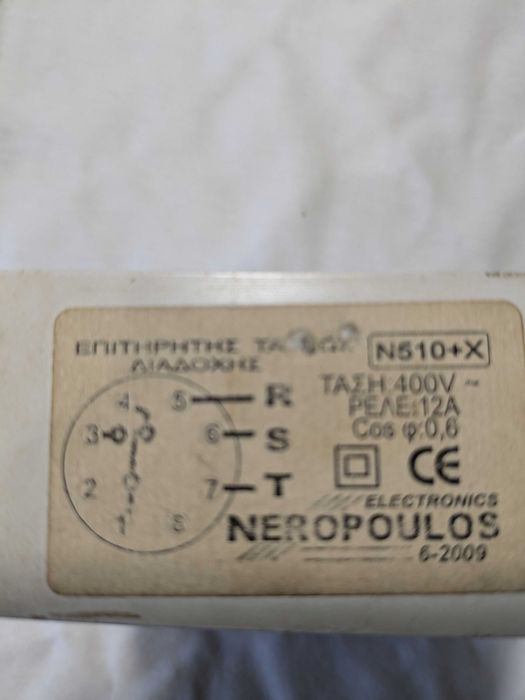 ΕΠΙΤΗΡΗΤΗΣ
ΔΙΑΔΟΧΗΣ
N510+X
ΤΑΣΗ:400V ~
ΡΕΛΕ:12Α
Cos φ:0,6
4 5 R
3 6 S
2 7 T
1 8
CE
ELECTRONICS
NEROPOULOS
6-2009